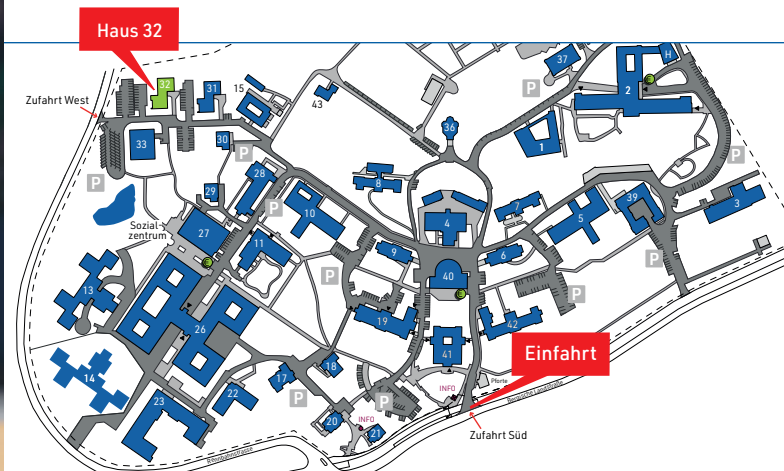 Haus 32
37
H
32
31
15
2
43
Zufahrt West
36
1
33
30
P
28
8
P
P
29
10
7
39
3
P
Sozial-
zentrum
27
4
5
11
9
6
P
P
40
13
P
26
19
42
41
Einfahrt
14
18
17
INFO
Pforte
22
P
P
23
20
INFO
21
Zufahrt Süd